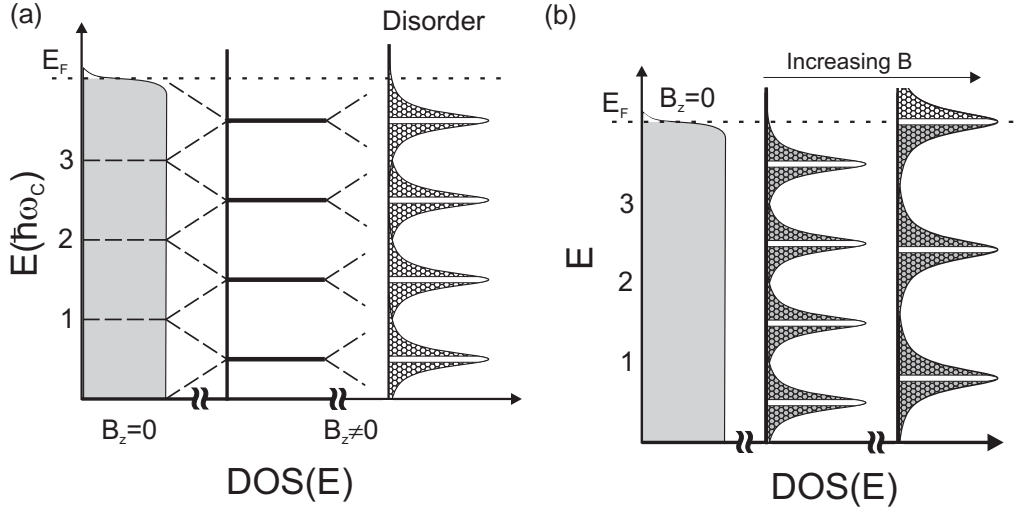 (a)
Disorder
E_F
3
2
1
E(ħω_C)
B_z=0
B_z≠0
DOS(E)
(b)
Increasing B
E_F
B_z=0
3
2
1
E
DOS(E)